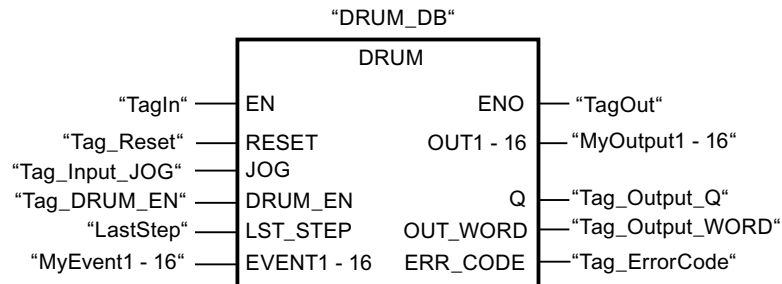 "DRUM_DB"
DRUM
"TagIn" EN ENO "TagOut"
"Tag_Reset" RESET OUT1 - 16 "MyOutput1 - 16"
"Tag_Input_JOG" JOG
"Tag_DRUM_EN" DRUM_EN Q "Tag_Output_Q"
"LastStep" LST_STEP OUT_WORD "Tag_Output_WORD"
"MyEvent1 - 16" EVENT1 - 16 ERR_CODE "Tag_ErrorCode"